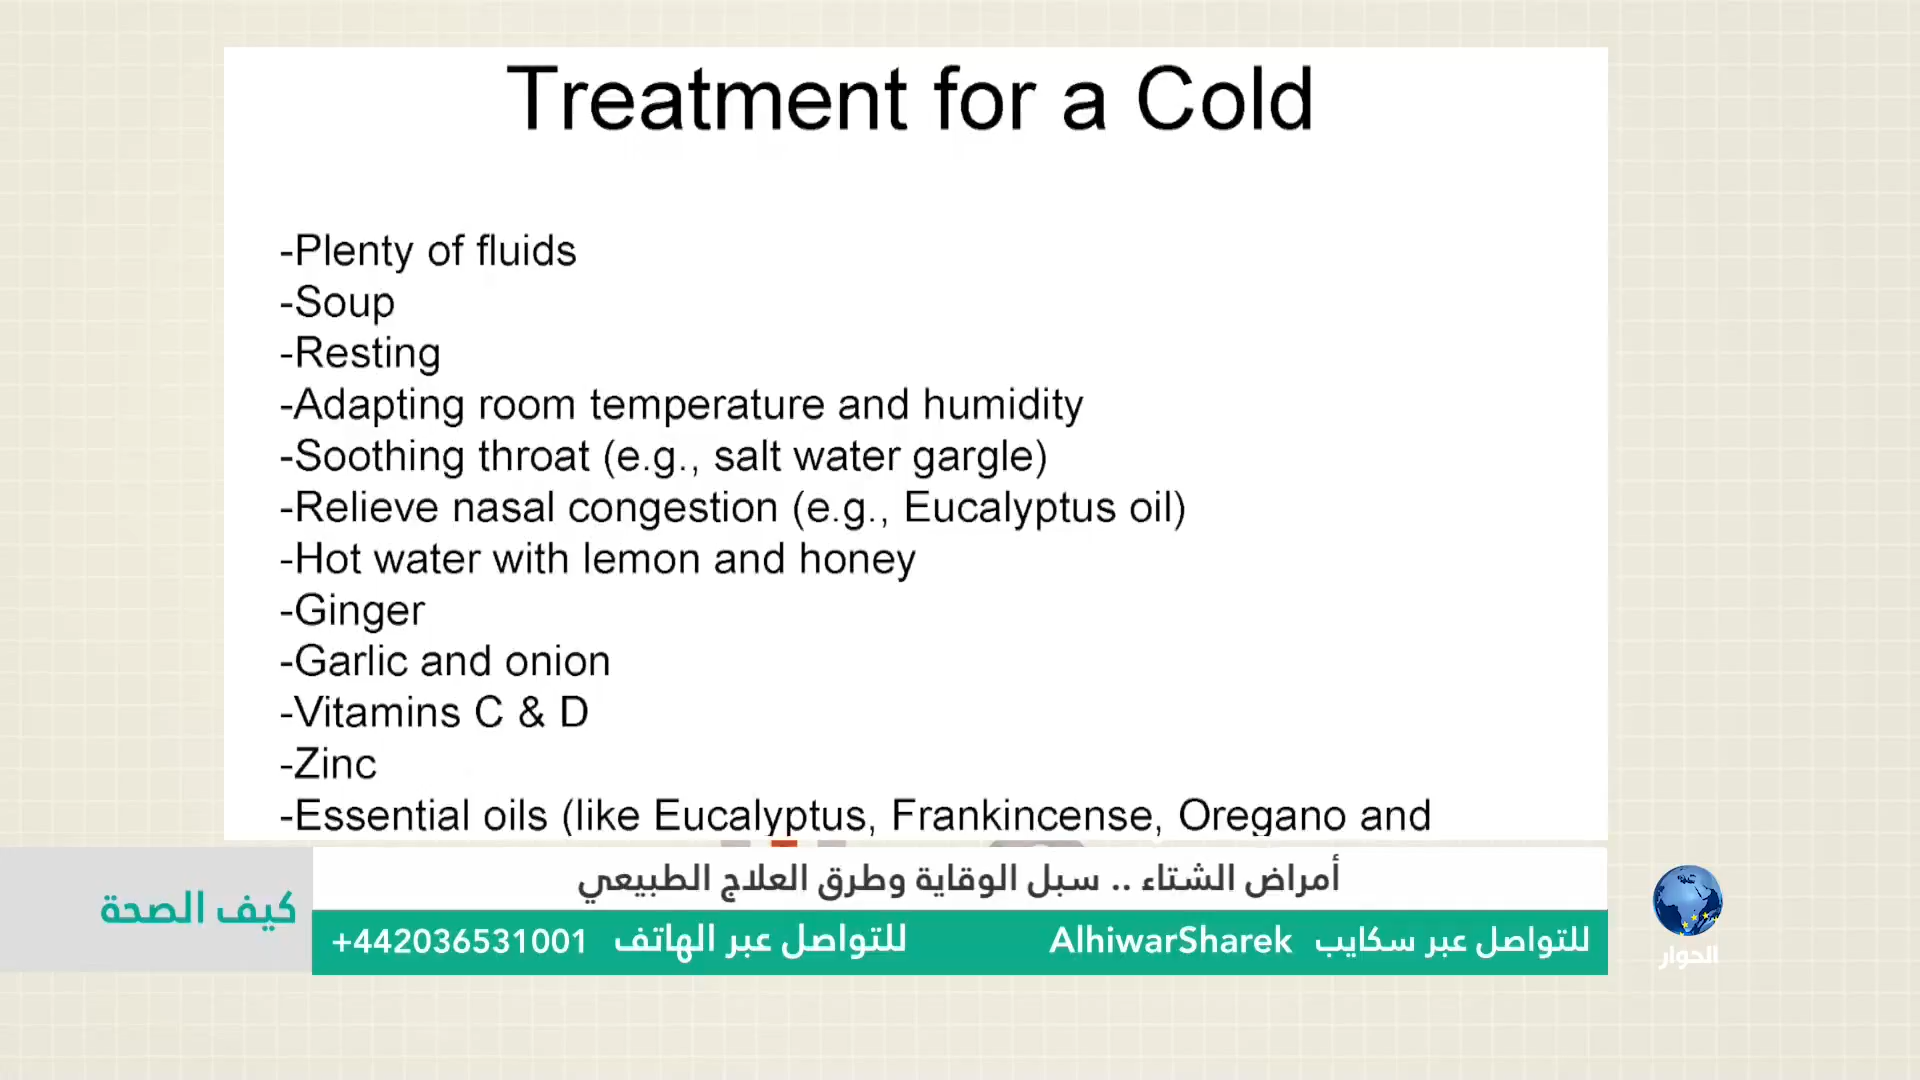 Treatment for a Cold
-Plenty of fluids
-Soup
-Resting
-Adapting room temperature and humidity
-Soothing throat (e.g., salt water gargle)
-Relieve nasal congestion (e.g., Eucalyptus oil)
-Hot water with lemon and honey
-Ginger
-Garlic and onion
-Vitamins C & D
-Zinc
-Essential oils (like Eucalyptus, Frankincense, Oregano and
أمراض الشتاء .. سبل الوقاية وطرق العلاج الطبيعي
كيف الصحة
للتواصل عبر سكايب AlhiwarSharek للتواصل عبر الهاتف +442036531001
الحوار